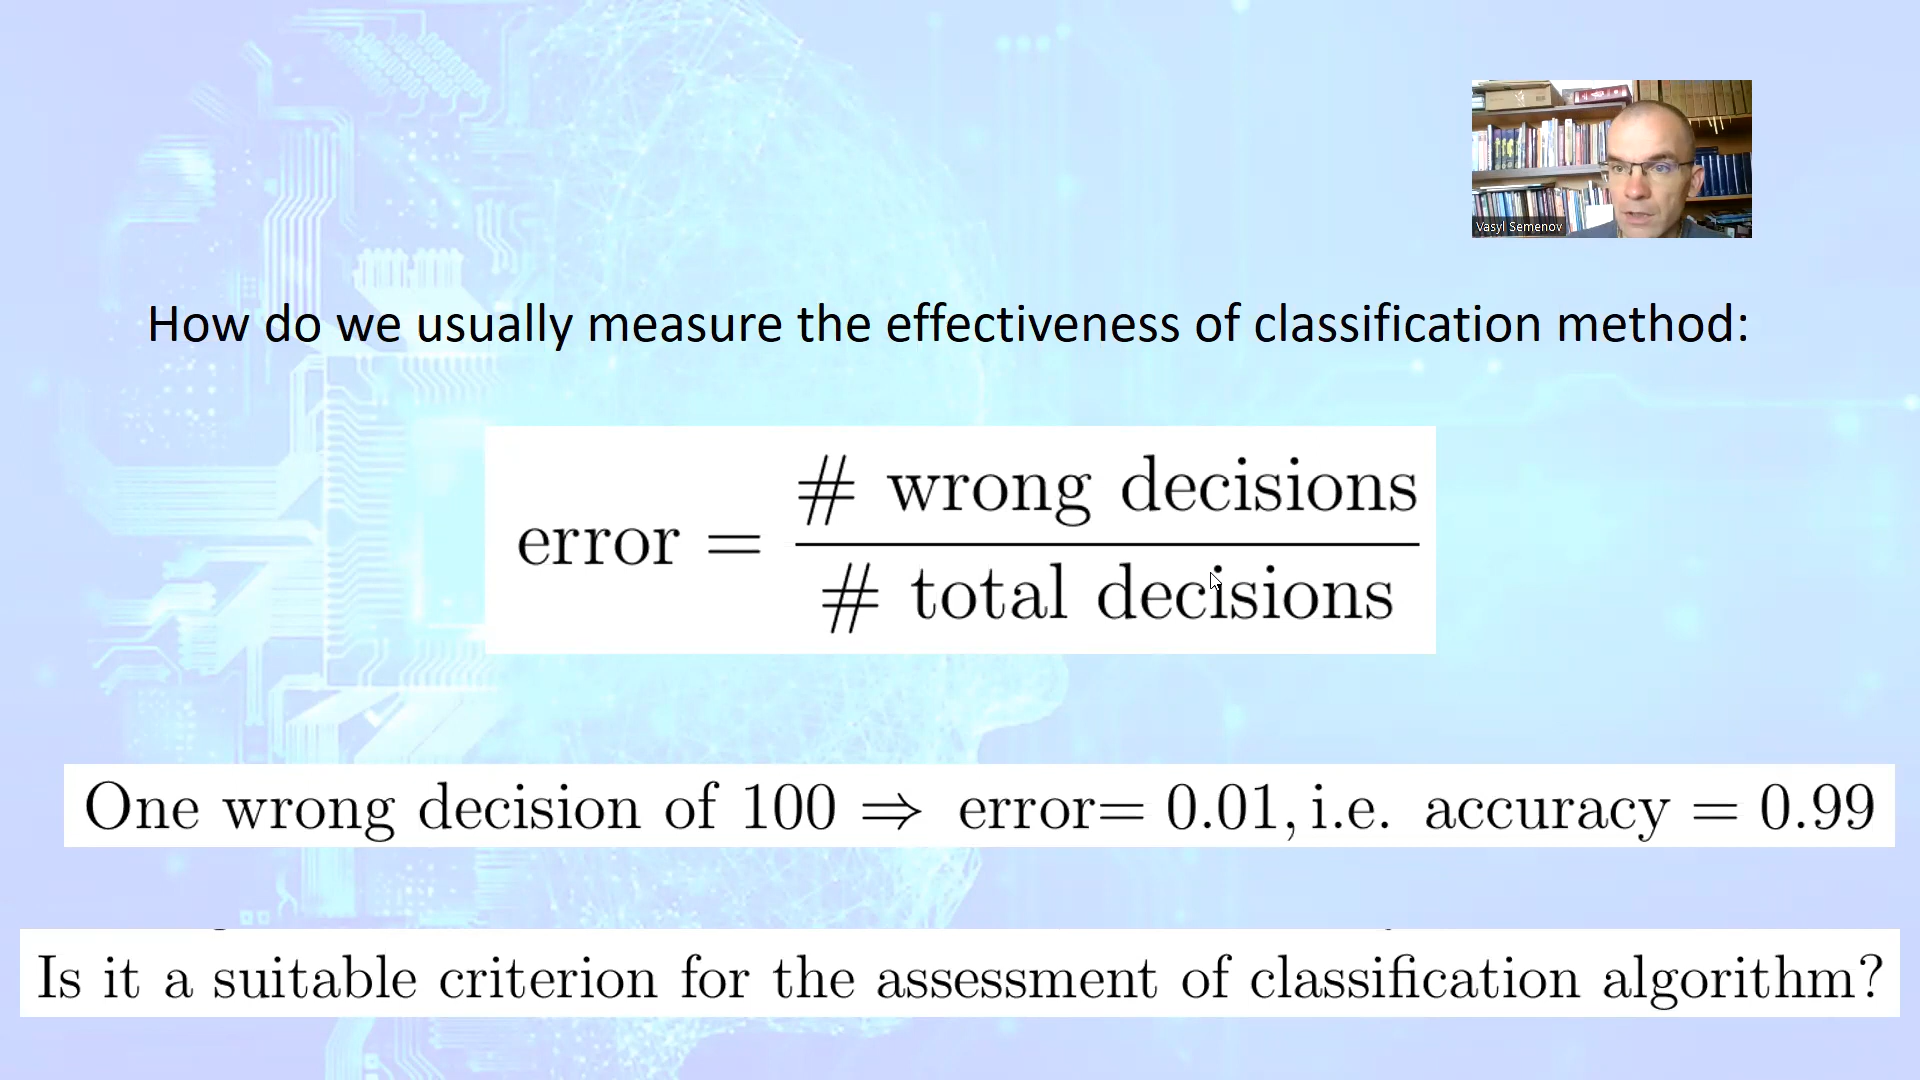 Vasyl Semenov
How do we usually measure the effectiveness of classification method:
error = # wrong decisions / # total decisions
One wrong decision of 100 ⇒ error= 0.01, i.e. accuracy = 0.99
Is it a suitable criterion for the assessment of classification algorithm?